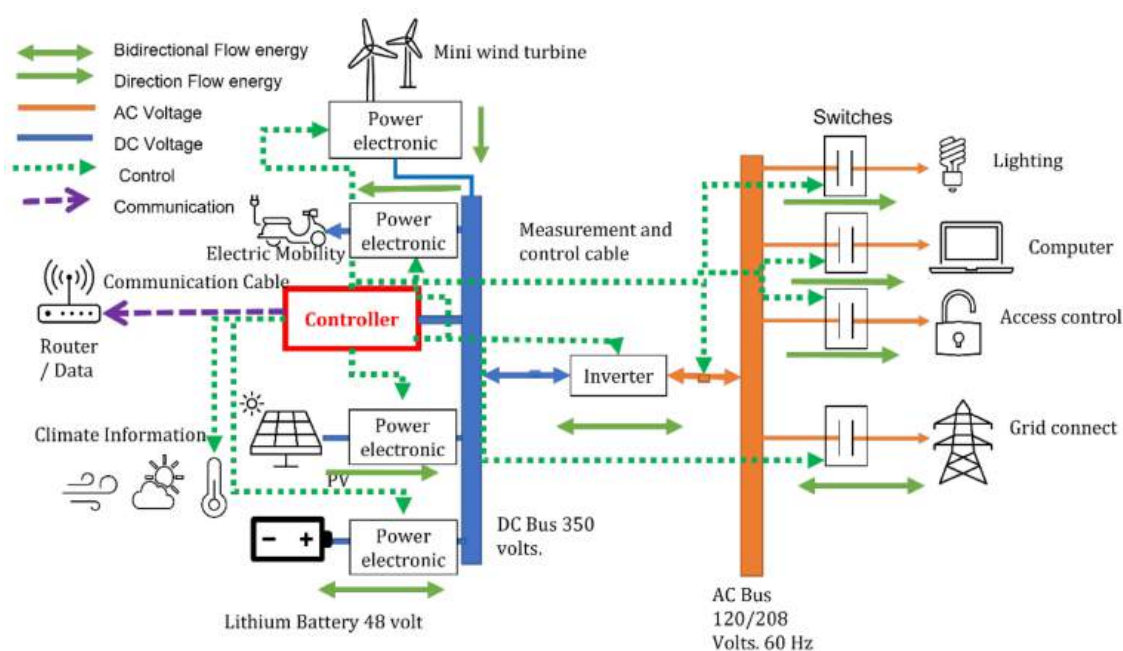 Bidirectional Flow energy
Direction Flow energy
AC Voltage
DC Voltage
Control
Communication
Mini wind turbine
Power
electronic
Switches
Lighting
Power
electronic
Electric Mobility
Measurement and
control cable
Computer
Communication Cable
Controller
Access control
Router
/ Data
Inverter
Climate Information
Power
electronic
PV
Grid connect
- +
Power
electronic
DC Bus 350
volts.
Lithium Battery 48 volt
AC Bus
120/208
Volts. 60 Hz